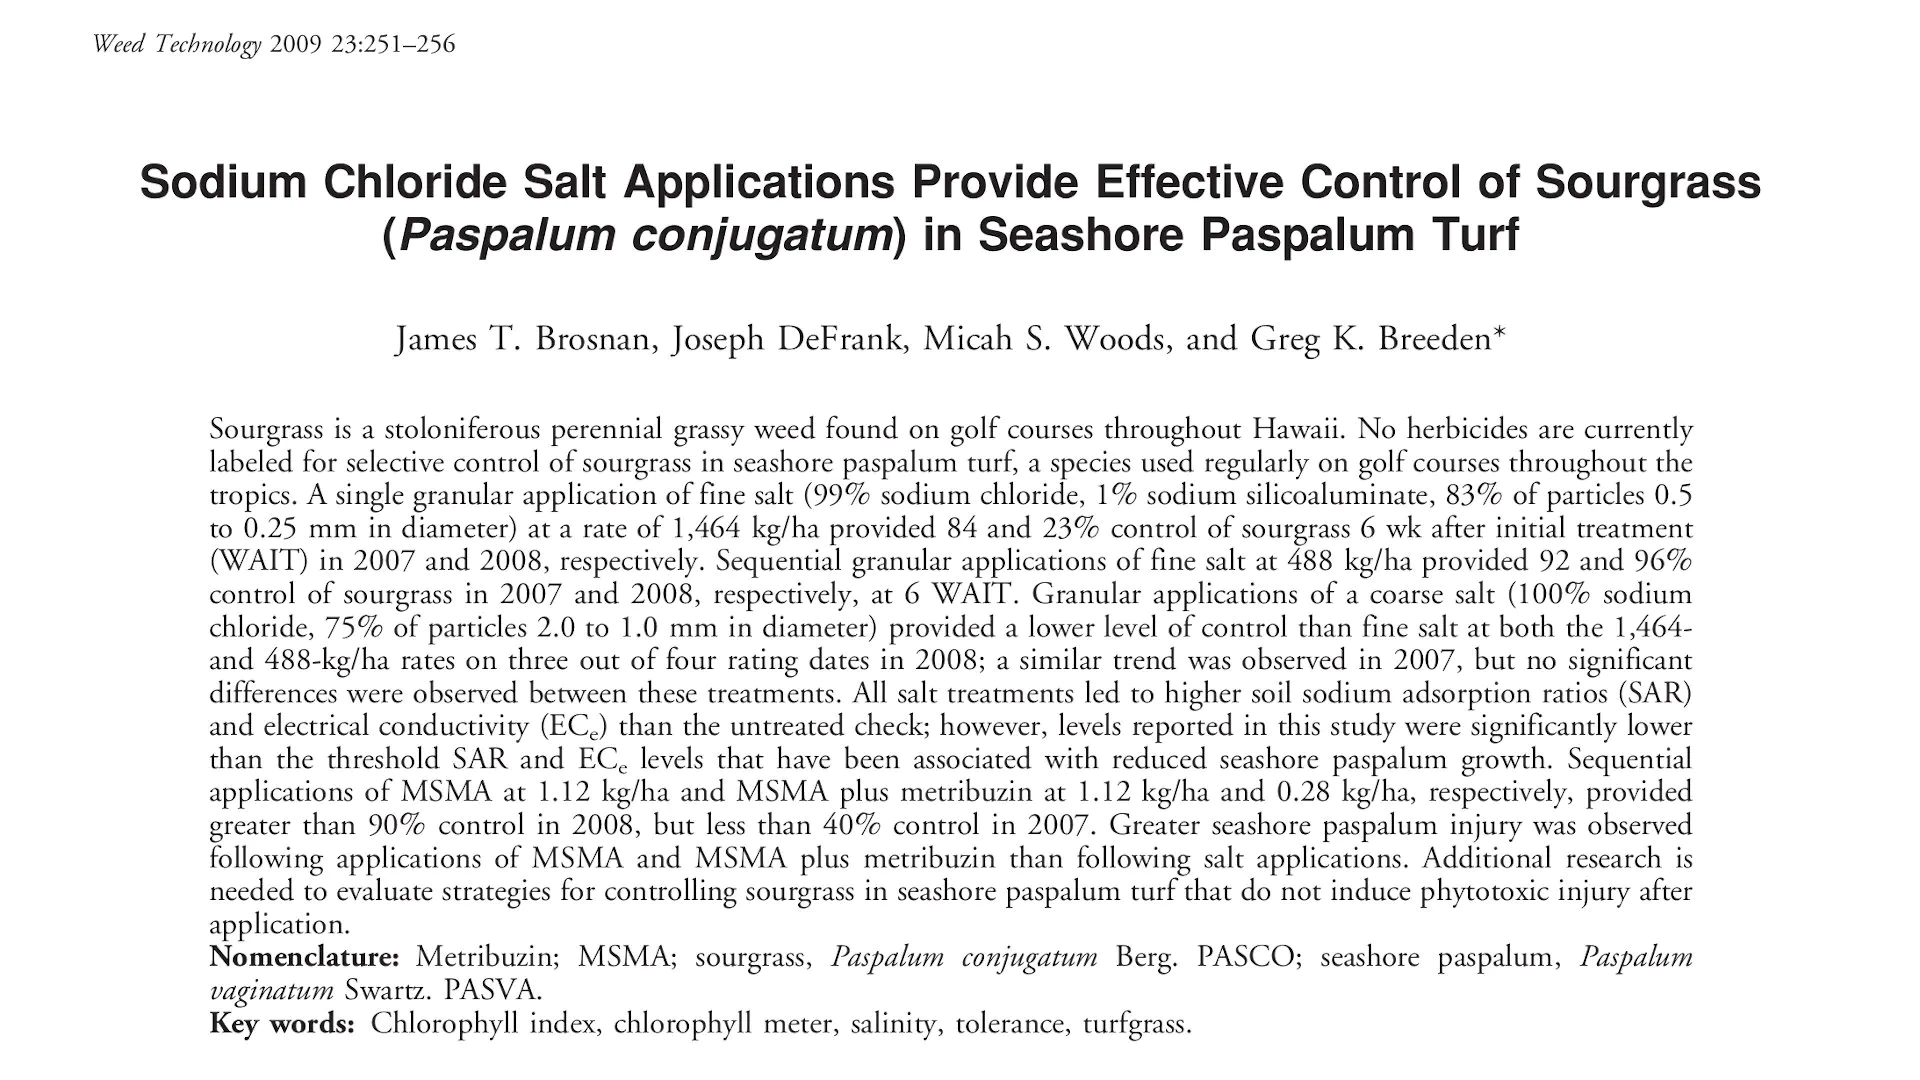 Weed Technology 2009 23:251–256
Sodium Chloride Salt Applications Provide Effective Control of Sourgrass
(Paspalum conjugatum) in Seashore Paspalum Turf
James T. Brosnan, Joseph DeFrank, Micah S. Woods, and Greg K. Breeden*
Sourgrass is a stoloniferous perennial grassy weed found on golf courses throughout Hawaii. No herbicides are currently
labeled for selective control of sourgrass in seashore paspalum turf, a species used regularly on golf courses throughout the
tropics. A single granular application of fine salt (99% sodium chloride, 1% sodium silicoaluminate, 83% of particles 0.5
to 0.25 mm in diameter) at a rate of 1,464 kg/ha provided 84 and 23% control of sourgrass 6 wk after initial treatment
(WAIT) in 2007 and 2008, respectively. Sequential granular applications of fine salt at 488 kg/ha provided 92 and 96%
control of sourgrass in 2007 and 2008, respectively, at 6 WAIT. Granular applications of a coarse salt (100% sodium
chloride, 75% of particles 2.0 to 1.0 mm in diameter) provided a lower level of control than fine salt at both the 1,464-
and 488-kg/ha rates on three out of four rating dates in 2008; a similar trend was observed in 2007, but no significant
differences were observed between these treatments. All salt treatments led to higher soil sodium adsorption ratios (SAR)
and electrical conductivity (ECe) than the untreated check; however, levels reported in this study were significantly lower
than the threshold SAR and ECe levels that have been associated with reduced seashore paspalum growth. Sequential
applications of MSMA at 1.12 kg/ha and MSMA plus metribuzin at 1.12 kg/ha and 0.28 kg/ha, respectively, provided
greater than 90% control in 2008, but less than 40% control in 2007. Greater seashore paspalum injury was observed
following applications of MSMA and MSMA plus metribuzin than following salt applications. Additional research is
needed to evaluate strategies for controlling sourgrass in seashore paspalum turf that do not induce phytotoxic injury after
application.
Nomenclature: Metribuzin; MSMA; sourgrass, Paspalum conjugatum Berg. PASCO; seashore paspalum, Paspalum
vaginatum Swartz. PASVA.
Key words: Chlorophyll index, chlorophyll meter, salinity, tolerance, turfgrass.